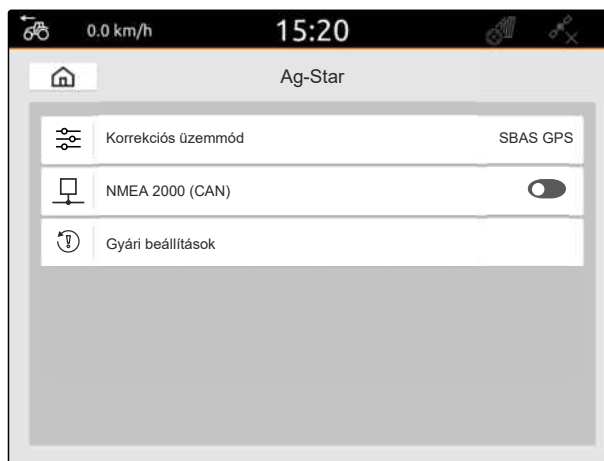 0.0 km/h
15:20
Ag-Star
Korrekciós üzemmód SBAS GPS
NMEA 2000 (CAN)
Gyári beállítások